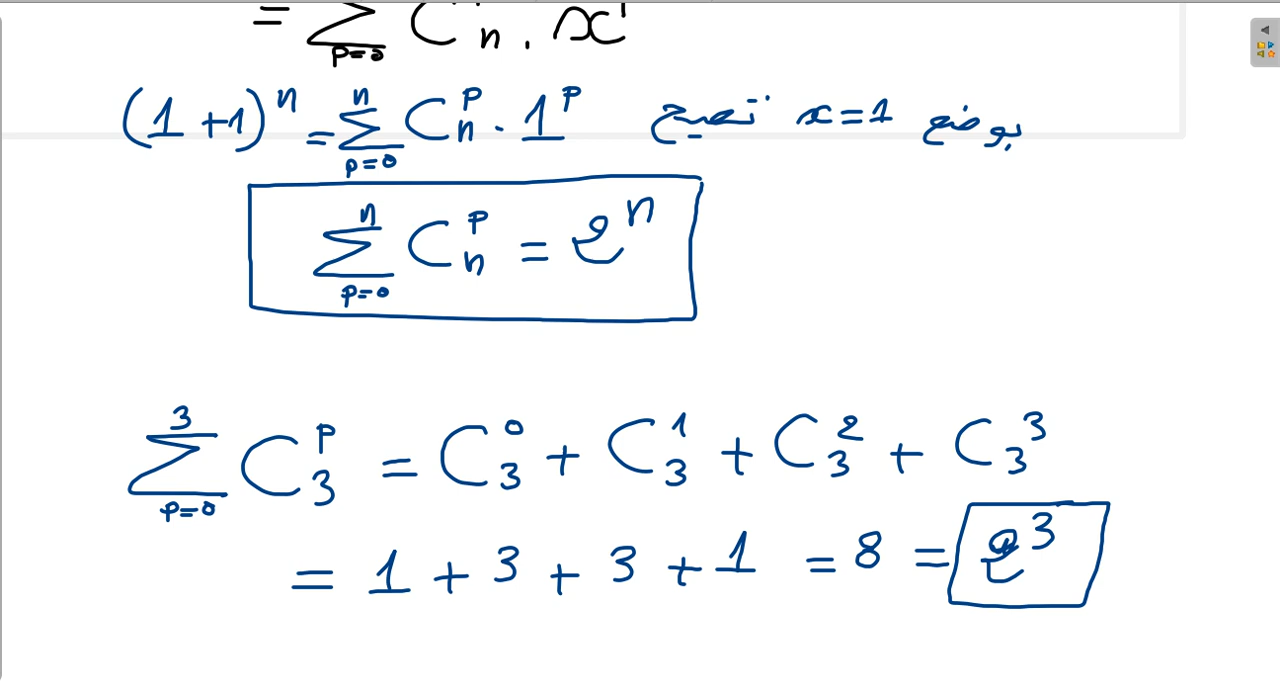 = ∑_{p=0} C_n . x
(1+1)^n = ∑_{p=0}^{n} C_n^p . 1^p تصبح x=1 بوضع
∑_{p=0}^{n} C_n^p = 2^n
∑_{p=0}^{3} C_3^p = C_3^0 + C_3^1 + C_3^2 + C_3^3
= 1 + 3 + 3 + 1 = 8 = 2^3